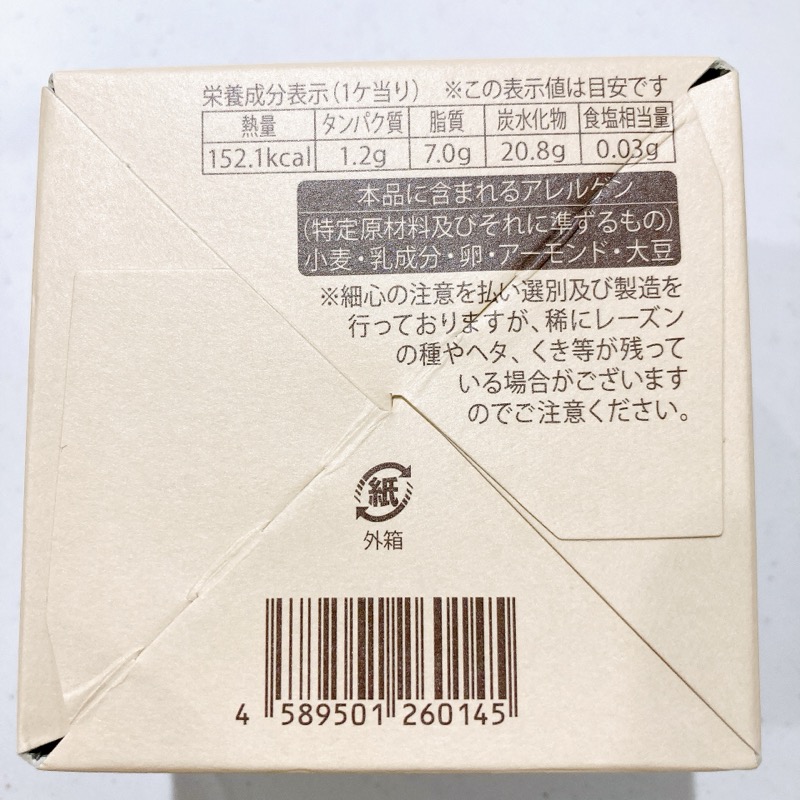 栄養成分表示(1ケ当り) ※この表示値は目安です
熱量 タンパク質 脂質 炭水化物 食塩相当量
152.1kcal 1.2g 7.0g 20.8g 0.03g
本品に含まれるアレルゲン
(特定原材料及びそれに準ずるもの)
小麦・乳成分・卵・アーモンド・大豆
※細心の注意を払い選別及び製造を
行っておりますが、稀にレーズン
の種やヘタ、くき等が残って
いる場合がございます
のでご注意ください。
紙
外箱
4 589501 260145